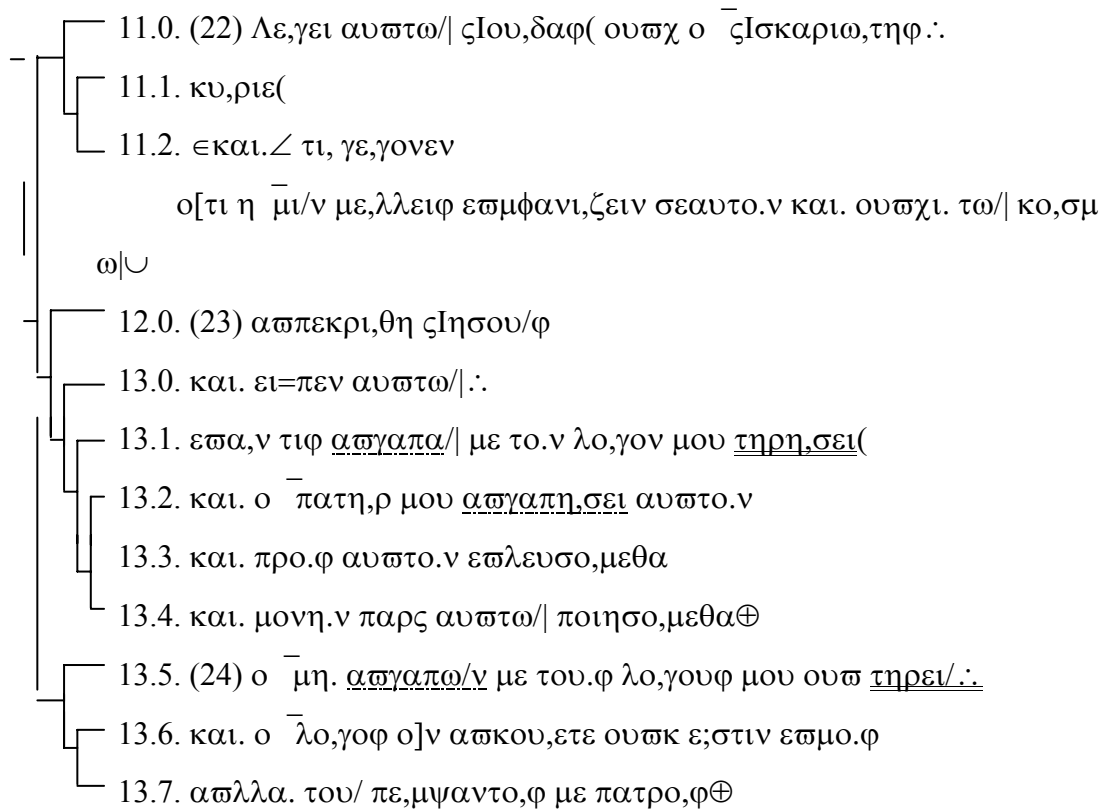 11.0. (22) Λε,γει αυϖτω/| ςΙου,δαφ( ουϖχ ο ¯ςΙσκαριω,τηφ∴
11.1. κυ,ριε(
11.2. ∈και.∠ τι, γε,γονεν
ο[τι η ¯μι/ν με,λλειφ εϖμφανι,ζειν σεαυτο.ν και. ουϖχι. τω/| κο,σμ
ω|∪
12.0. (23) αϖπεκρι,θη ςΙησου/φ
13.0. και. ει=πεν αυϖτω/|∴
13.1. εϖα,ν τιφ αϖγαπα/| με το.ν λο,γον μου τηρη,σει(
13.2. και. ο ¯πατη,ρ μου αϖγαπη,σει αυϖτο.ν
13.3. και. προ.φ αυϖτο.ν εϖλευσο,μεθα
13.4. και. μονη.ν παρς αυϖτω/| ποιησο,μεθα⊕
13.5. (24) ο ¯μη. αϖγαπω/ν με του.φ λο,γουφ μου ουϖ τηρει/∴
13.6. και. ο ¯λο,γοφ ο]ν αϖκου,ετε ουϖκ ε;στιν εϖμο.φ
13.7. αϖλλα. του/ πε,μψαντο,φ με πατρο,φ⊕